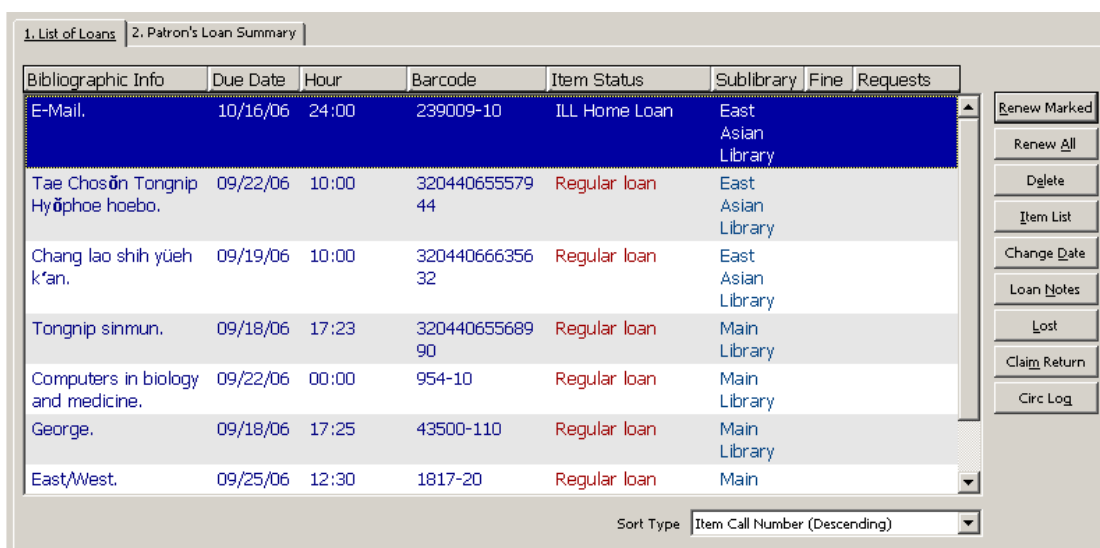 1. List of Loans 2. Patron's Loan Summary
Bibliographic Info Due Date Hour Barcode Item Status Sublibrary Fine Requests
E-Mail. 10/16/06 24:00 239009-10 ILL Home Loan East
Asian
Library
Tae Chosŏn Tongnip 09/22/06 10:00 320440655579 Regular loan East
Hyŏphoe hoebo. 44 Asian
Library
Chang lao shih yüeh 09/19/06 10:00 320440666356 Regular loan East
kʻan. 32 Asian
Library
Tongnip sinmun. 09/18/06 17:23 320440655689 Regular loan Main
90 Library
Computers in biology 09/22/06 00:00 954-10 Regular loan Main
and medicine. Library
George. 09/18/06 17:25 43500-110 Regular loan Main
Library
East/West. 09/25/06 12:30 1817-20 Regular loan Main
Renew Marked
Renew All
Delete
Item List
Change Date
Loan Notes
Lost
Claim Return
Circ Log
Sort Type Item Call Number (Descending)